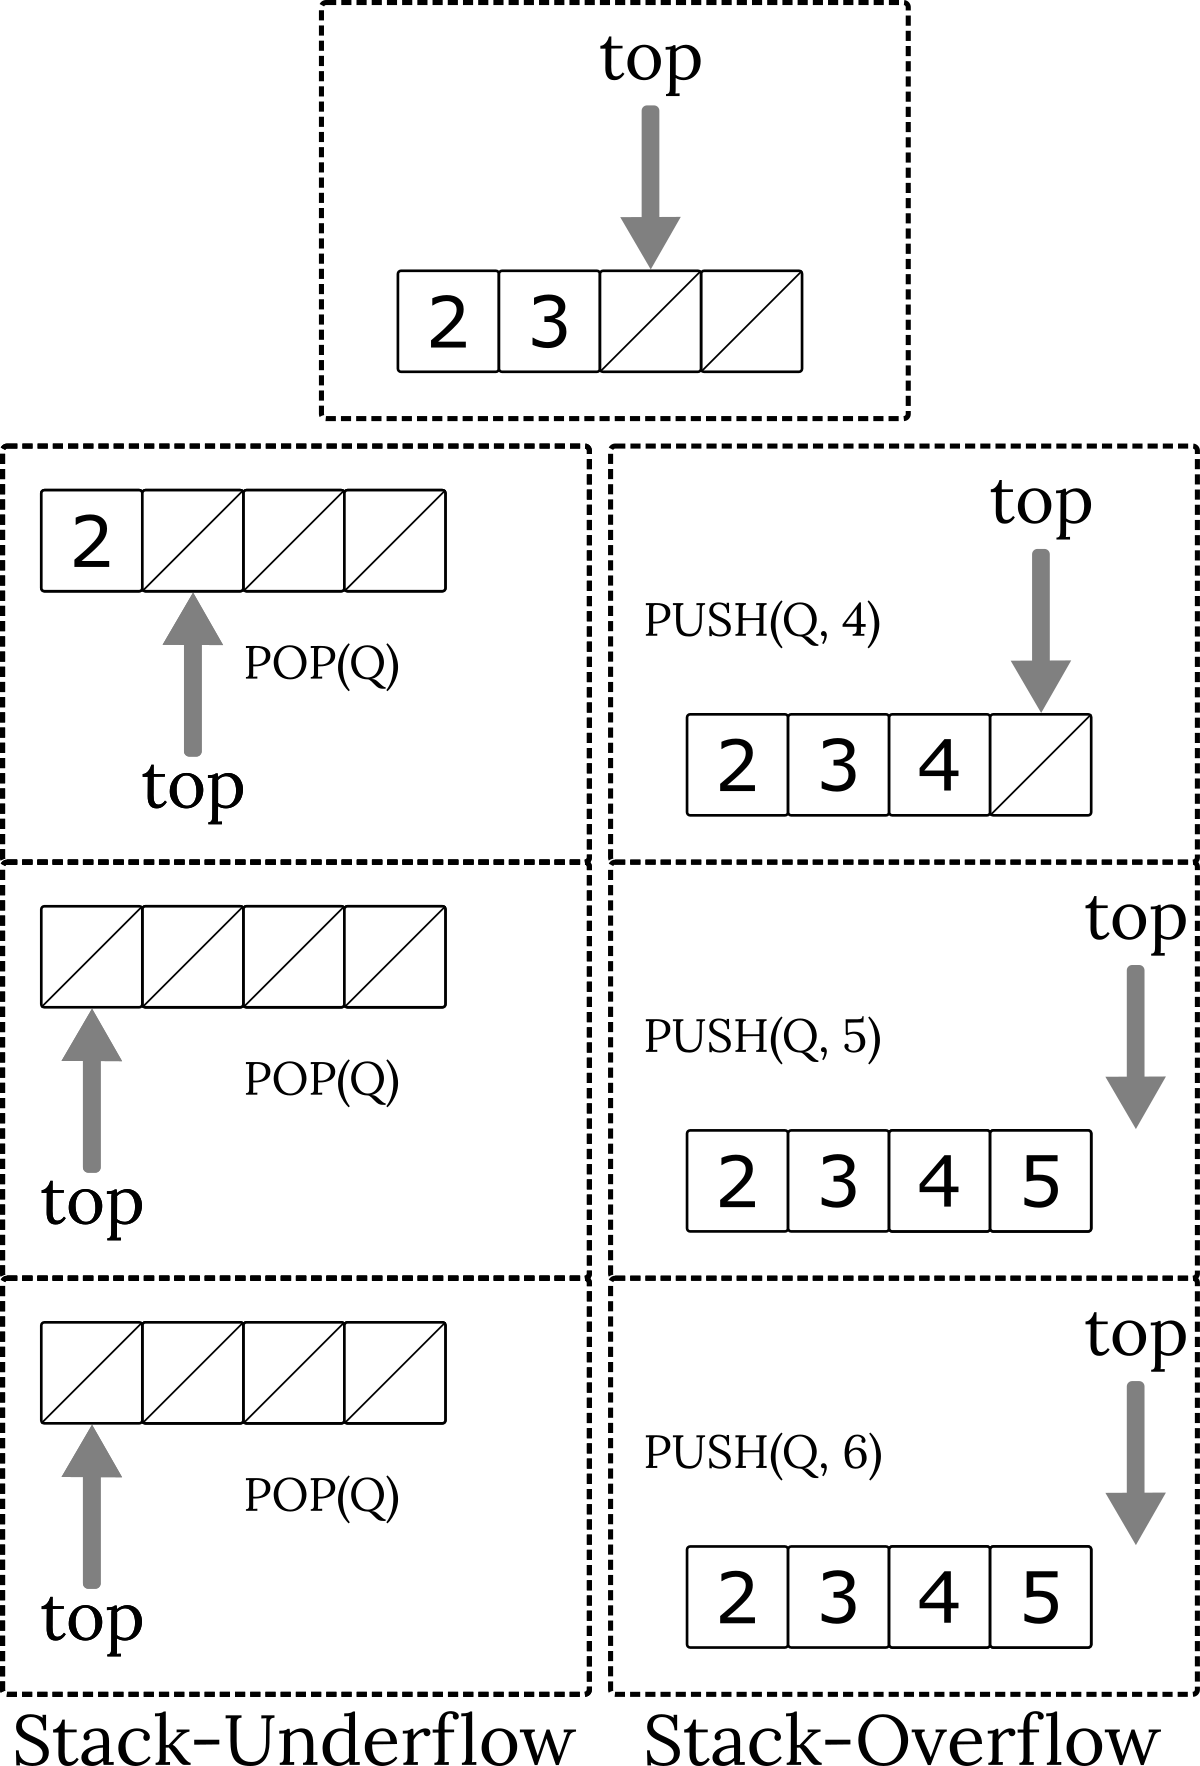 top
2 3
2
POP(Q)
top
POP(Q)
top
POP(Q)
top
Stack-Underflow
top
PUSH(Q, 4)
2 3 4
top
PUSH(Q, 5)
2 3 4 5
top
PUSH(Q, 6)
2 3 4 5
Stack-Overflow